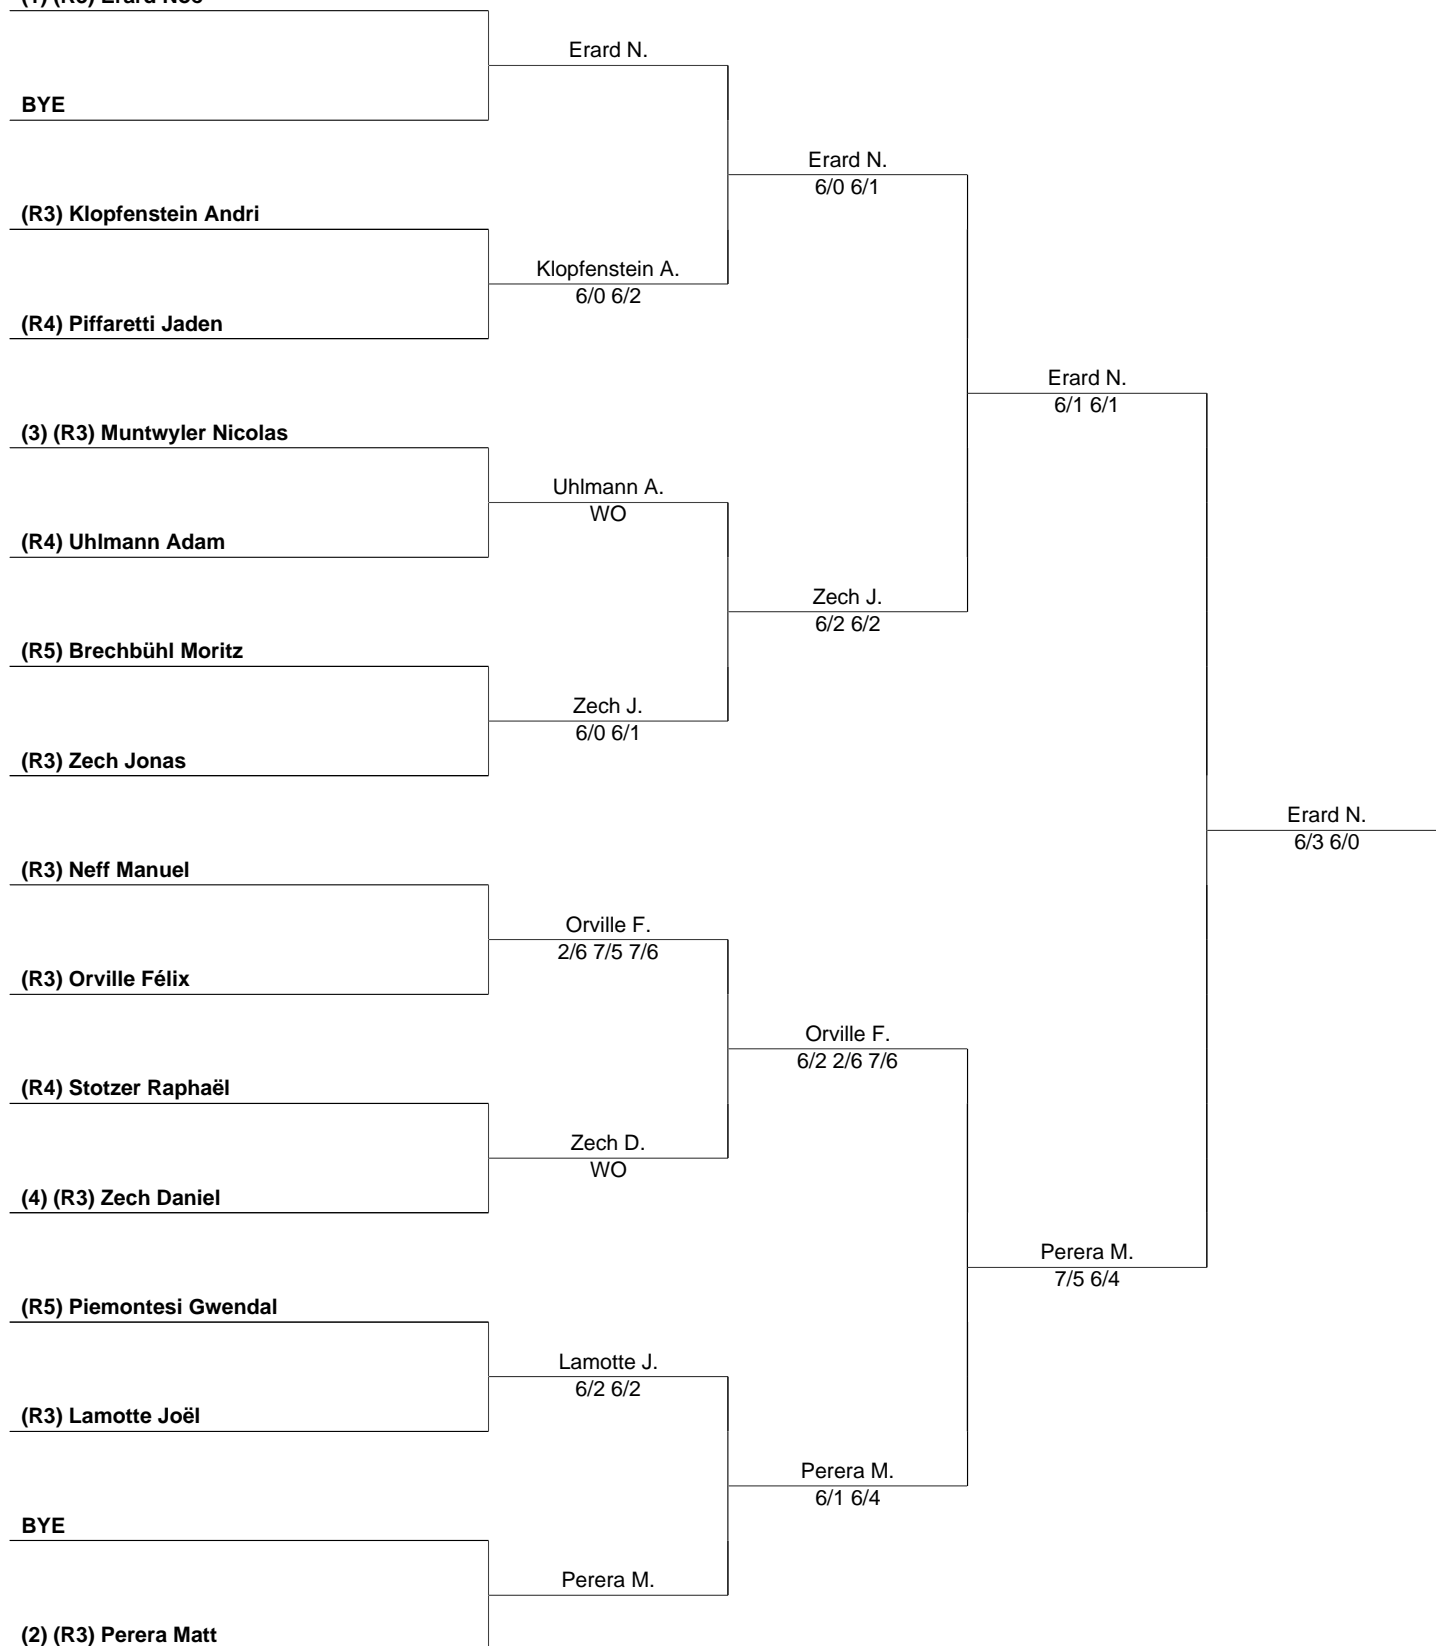 BYE
(R3) Klopfenstein Andri
(R4) Piffaretti Jaden
(3) (R3) Muntwyler Nicolas
(R4) Uhlmann Adam
(R5) Brechbühl Moritz
(R3) Zech Jonas
(R3) Neff Manuel
(R3) Orville Félix
(R4) Stotzer Raphaël
(4) (R3) Zech Daniel
(R5) Piemontesi Gwendal
(R3) Lamotte Joël
BYE
(2) (R3) Perera Matt
Erard N.
Klopfenstein A.
6/0 6/2
Uhlmann A.
WO
Zech J.
6/0 6/1
Orville F.
2/6 7/5 7/6
Zech D.
WO
Lamotte J.
6/2 6/2
Perera M.
Erard N.
6/0 6/1
Zech J.
6/2 6/2
Orville F.
6/2 2/6 7/6
Perera M.
6/1 6/4
Erard N.
6/1 6/1
Perera M.
7/5 6/4
Erard N.
6/3 6/0